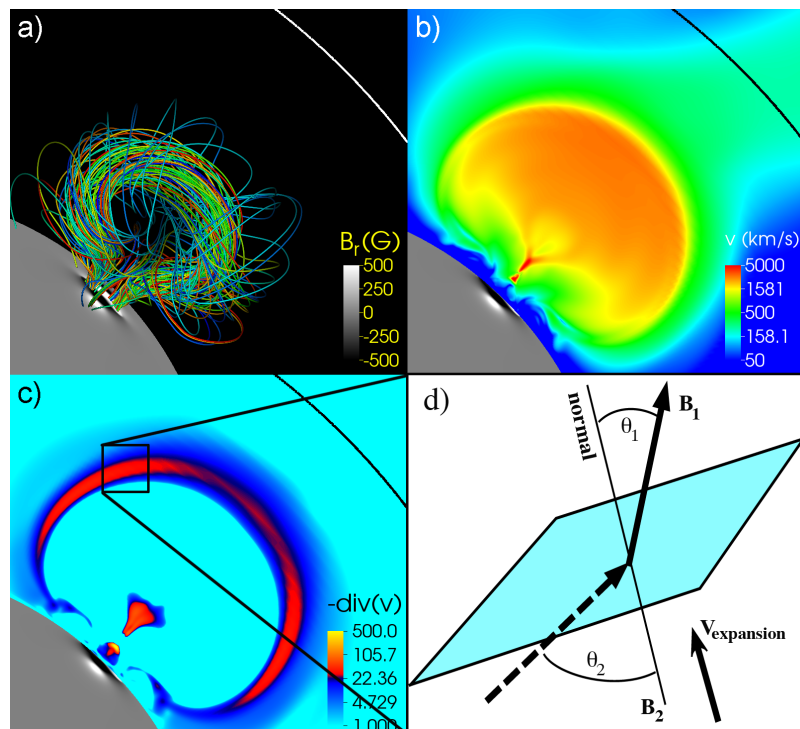 a)
B_r(G)
500
250
0
-250
-500
b)
v (km/s)
5000
1581
500
158.1
50
c)
-div(v)
500.0
105.7
22.36
4.729
1.000
d)
normal
θ₁
B₁
V_expansion
θ₂
B₂